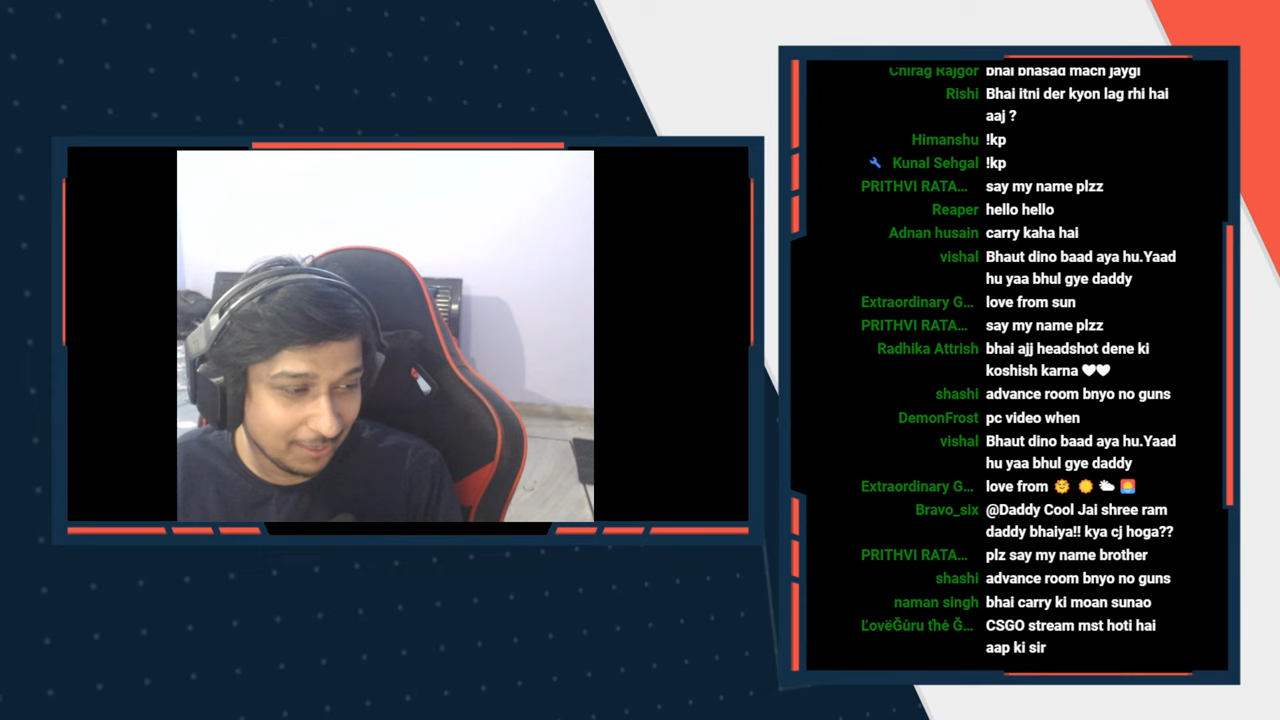 Chirag Rajgor bhai bhasad mach jaygi
Rishi Bhai itni der kyon lag rhi hai
aaj ?
Himanshu !kp
Kunal Sehgal !kp
PRITHVI RATA... say my name plzz
Reaper hello hello
Adnan husain carry kaha hai
vishal Bhaut dino baad aya hu.Yaad
hu yaa bhul gye daddy
Extraordinary G... love from sun
PRITHVI RATA... say my name plzz
Radhika Attrish bhai ajj headshot dene ki
koshish karna 🤍🤍
shashi advance room bnyo no guns
DemonFrost pc video when
vishal Bhaut dino baad aya hu.Yaad
hu yaa bhul gye daddy
Extraordinary G... love from 🌞 ☀️ 🌥️ 🌅
Bravo_six @Daddy Cool Jai shree ram
daddy bhaiya!! kya cj hoga??
PRITHVI RATA... plz say my name brother
shashi advance room bnyo no guns
naman singh bhai carry ki moan sunao
ĽovëĞůru ťhė Ğ... CSGO stream mst hoti hai
aap ki sir